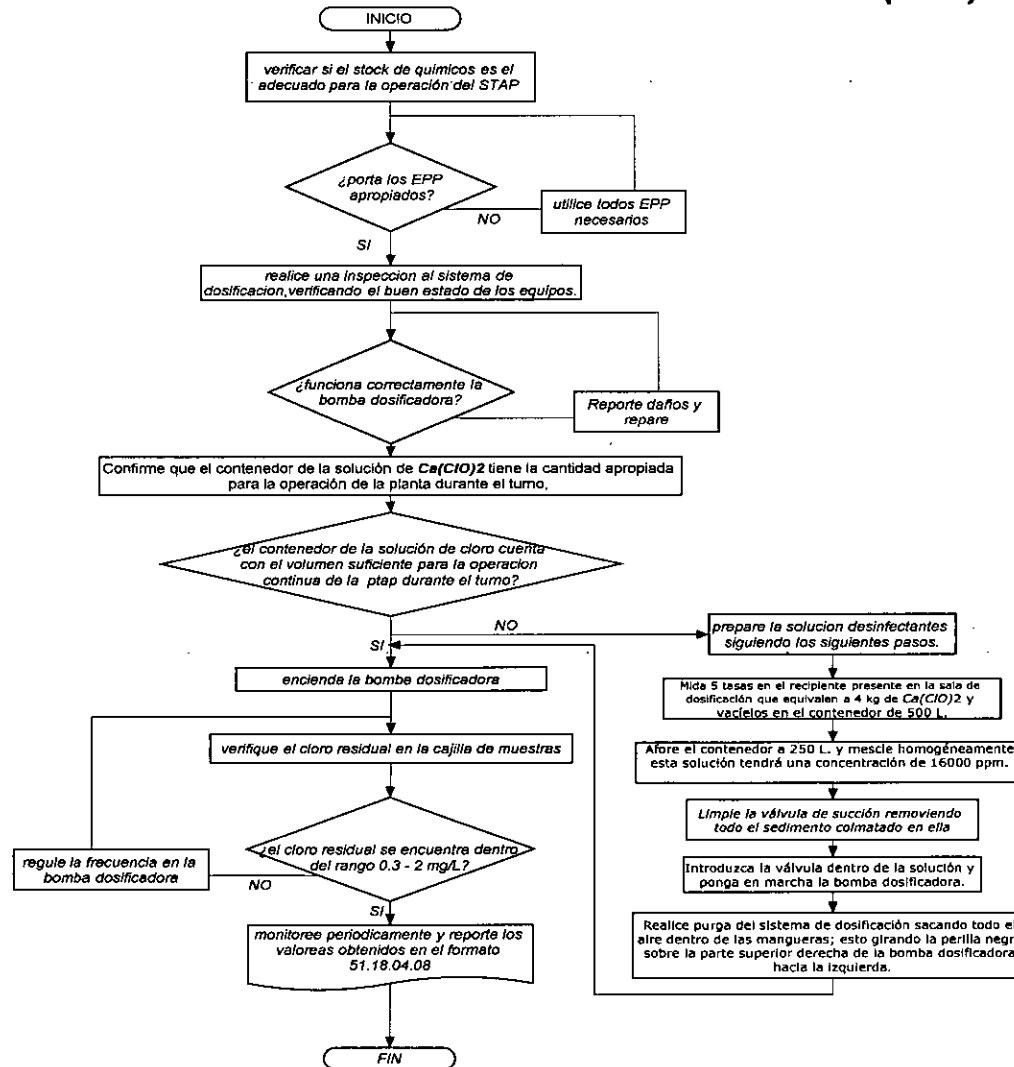 INICIO
verificar si el stock de químicos es el
adecuado para la operación del STAP
¿porta los EPP
apropiados?
NO
utilice todos EPP
necesarios
SI
realice una inspeccion al sistema de
dosificacion,verificando el buen estado de los equipos.
¿funciona correctamente la
bomba dosificadora?
Reporte daños y
repare
Confirme que el contenedor de la solución de Ca(ClO)2 tiene la cantidad apropiada
para la operación de la planta durante el turno,
¿el contenedor de la solución de cloro cuenta
con el volumen suficiente para la operacion
continua de la ptap durante el turno?
NO
SI
prepare la solucion desinfectantes
siguiendo los siguientes pasos.
encienda la bomba dosificadora
Mida 5 tasas en el recipiente presente en la sala de
dosificación que equivalen a 4 kg de Ca(ClO)2 y
vacíelos en el contenedor de 500 L.
verifique el cloro residual en la cajilla de muestras
Afore el contenedor a 250 L. y mescle homogéneamente
esta solución tendrá una concentración de 16000 ppm.
Limpie la válvula de succión removiendo
todo el sedimento colmatado en ella
¿el cloro residual se encuentra dentro
del rango 0.3 - 2 mg/L?
regule la frecuencia en la
bomba dosificadora
NO
Introduzca la válvula dentro de la solución y
ponga en marcha la bomba dosificadora.
SI
monitoree periodicamente y reporte los
valoreas obtenidos en el formato
51.18.04.08
Realice purga del sistema de dosificación sacando todo el
aire dentro de las mangueras; esto girando la perilla negra
sobre la parte superior derecha de la bomba dosificadora
hacia la izquierda.
FIN